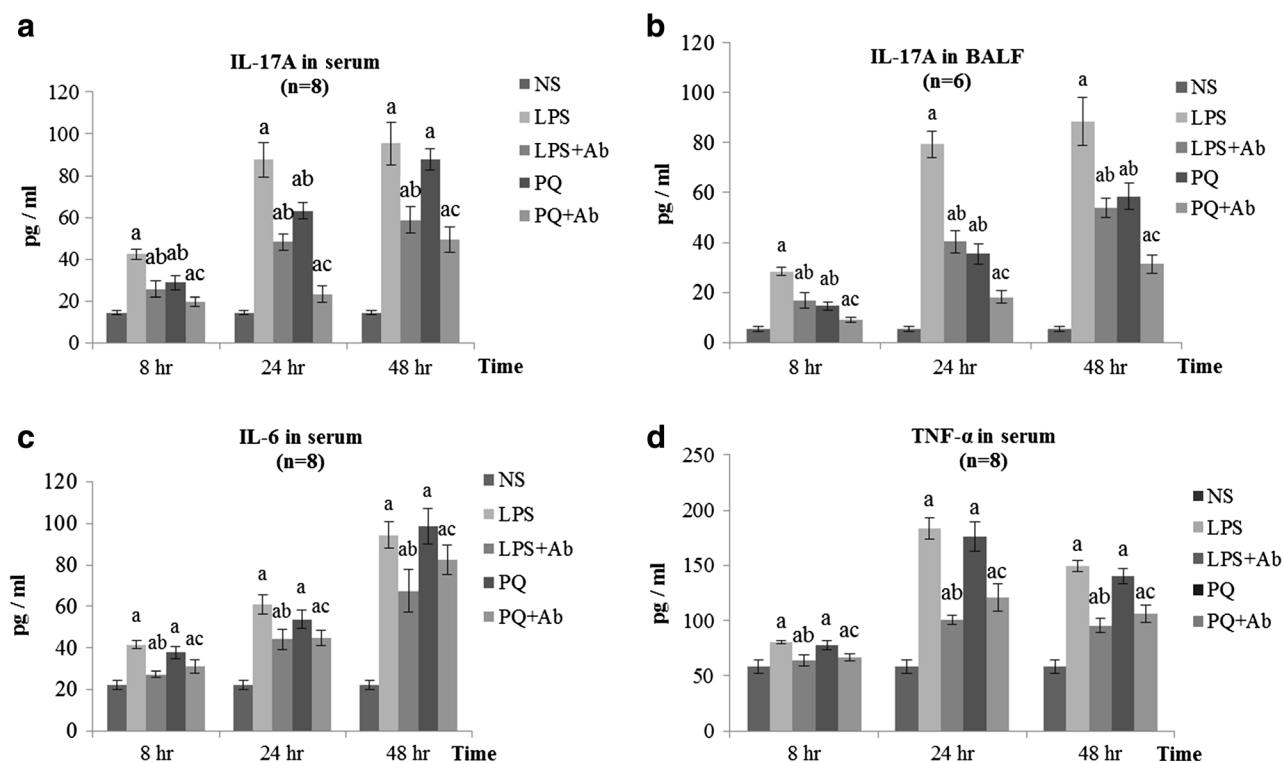 a
IL-17A in serum
(n=8)
pg / ml
120
100
80
60
40
20
0
a
ab
ab
ac
a
ab
ab
ac
a
ab
a
ac
8 hr
24 hr
48 hr
Time
NS
LPS
LPS+Ab
PQ
PQ+Ab
b
IL-17A in BALF
(n=6)
pg / ml
120
100
80
60
40
20
0
a
ab
ab
ac
a
ab
ab
ac
a
ab
ab
ac
8 hr
24 hr
48 hr
Time
NS
LPS
LPS+Ab
PQ
PQ+Ab
c
IL-6 in serum
(n=8)
pg / ml
120
100
80
60
40
20
0
a
ab
a
ac
a
ab
a
ac
a
ab
a
ac
8 hr
24 hr
48 hr
Time
NS
LPS
LPS+Ab
PQ
PQ+Ab
d
TNF-α in serum
(n=8)
pg / ml
250
200
150
100
50
0
a
ab
a
ac
a
ab
a
ac
a
ab
a
ac
8 hr
24 hr
48 hr
Time
NS
LPS
LPS+Ab
PQ
PQ+Ab